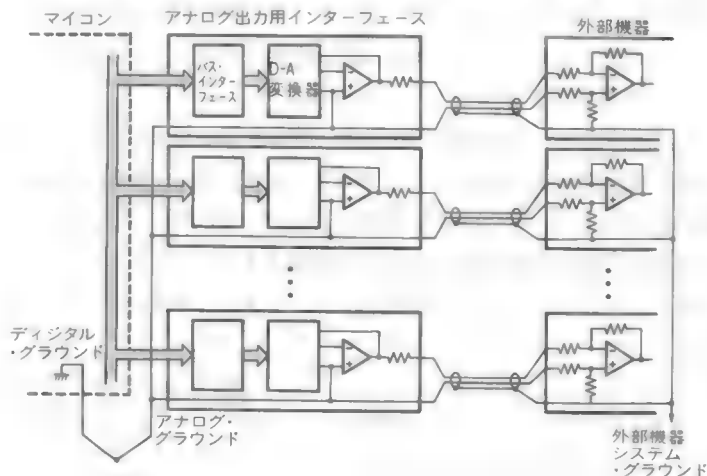 マイコン
アナログ出力用インターフェース
外部機器
バス・
インター
フェース
D-A
変換器
ディジタル
・グラウンド
アナログ・
グラウンド
外部機器
システム
・グラウンド